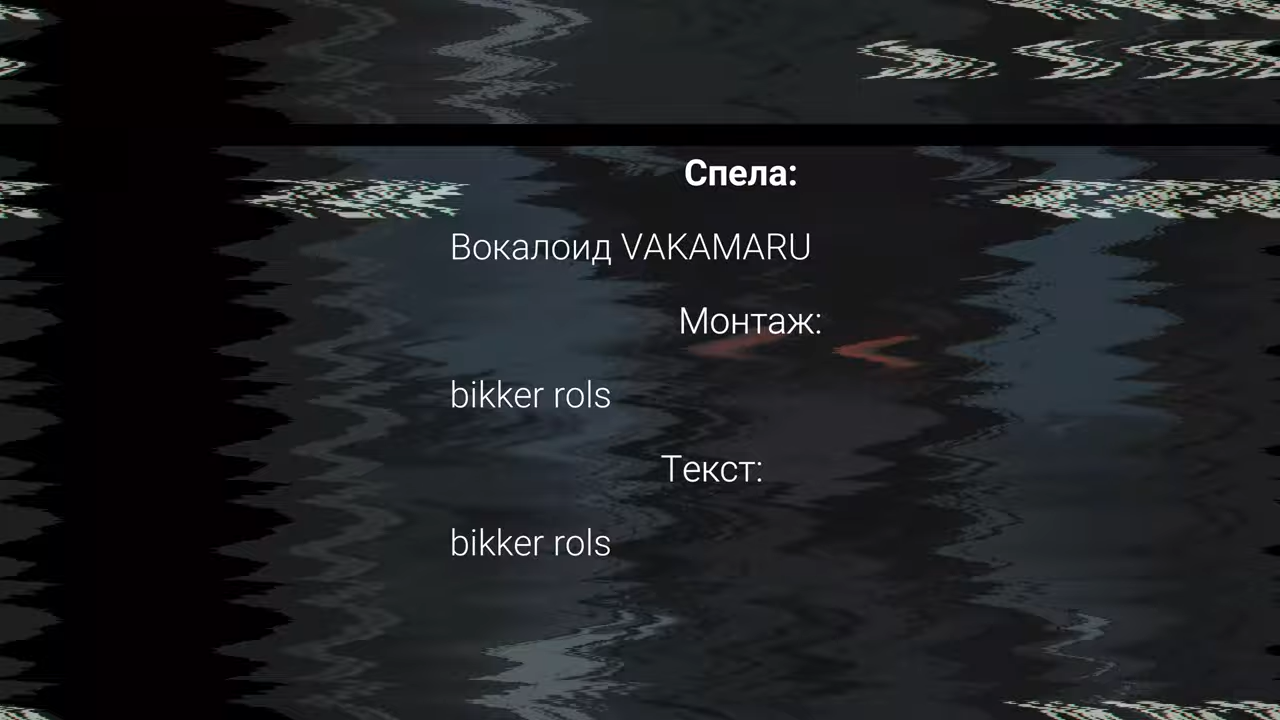 Спела:
Вокалоид VAKAMARU
Монтаж:
bikker rols
Текст:
bikker rols